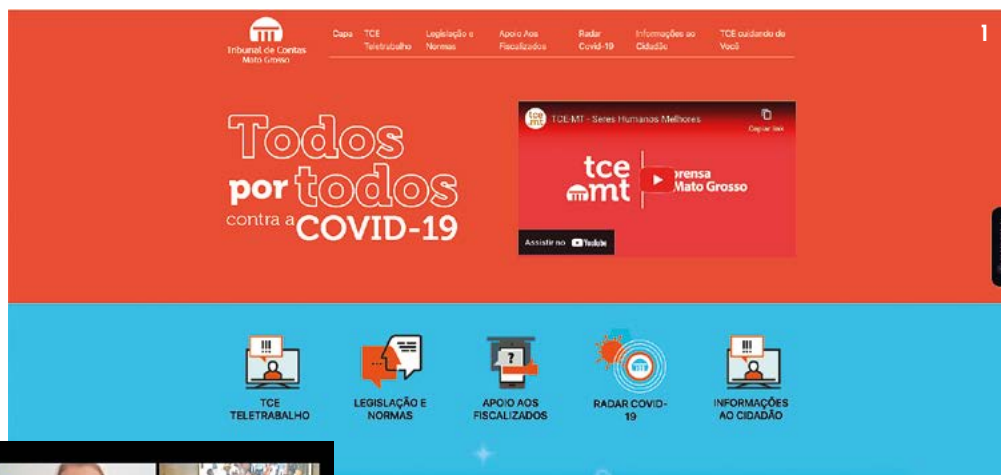 1
Tribunal de Contas
Mato Grosso
Capa
TCE
Teletrabalho
Legislação e
Normas
Apoio Aos
Fiscalizados
Radar
Covid-19
Informações ao
Cidadão
TCE cuidando de
Você
Todos
por todos
contra a COVID-19
tce
mt
TCE-MT - Seres Humanos Melhores
Copiar link
tce
mt
prensa
Mato Grosso
Assistir no YouTube
!!!
TCE
TELETRABALHO
...
LEGISLAÇÃO E
NORMAS
?
APOIO AOS
FISCALIZADOS
RADAR COVID-
19
!!!
INFORMAÇÕES
AO CIDADÃO